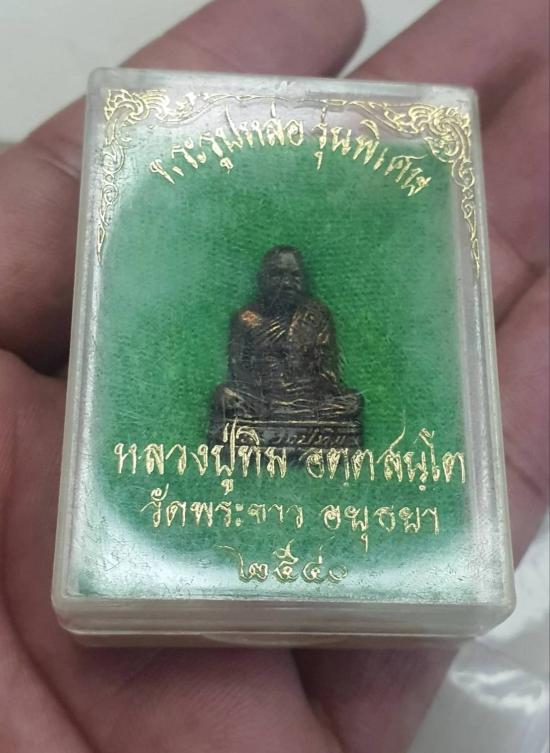 พระรูปหล่อ รุ่นพิเศษ
หลวงปู่ทิม อตฺตสนฺโต
วัดพระขาว อยุธยา
๒๕๔๐